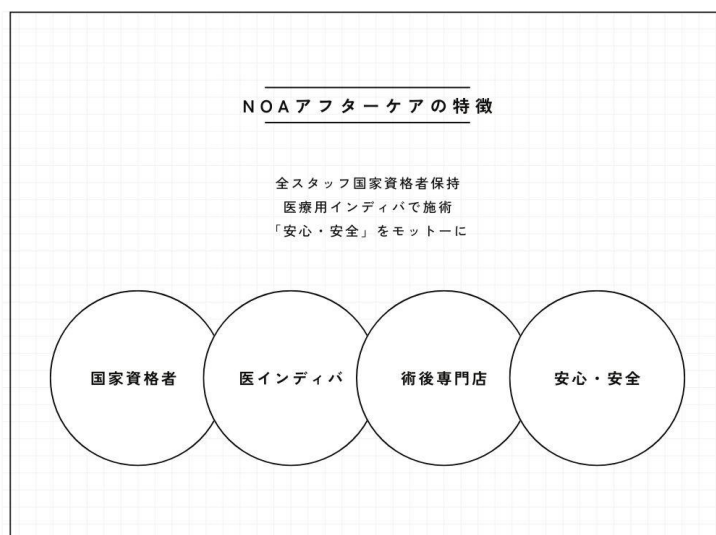 NOAアフターケアの特徴
全スタッフ国家資格者保持
医療用インディバで施術
「安心・安全」をモットーに
国家資格者
医インディバ
術後専門店
安心・安全